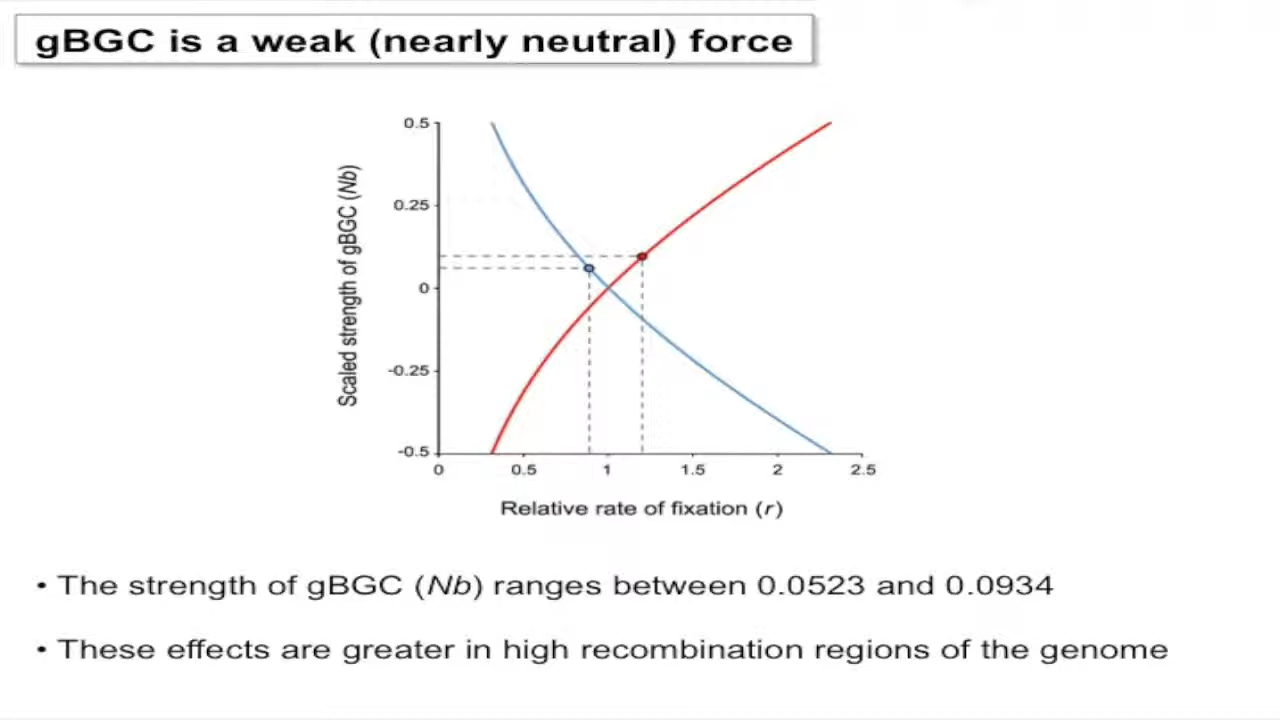 gBGC is a weak (nearly neutral) force
Scaled strength of gBGC (Nb)
0.5
0.25
0
-0.25
-0.5
0 0.5 1 1.5 2 2.5
Relative rate of fixation (r)
• The strength of gBGC (Nb) ranges between 0.0523 and 0.0934
• These effects are greater in high recombination regions of the genome